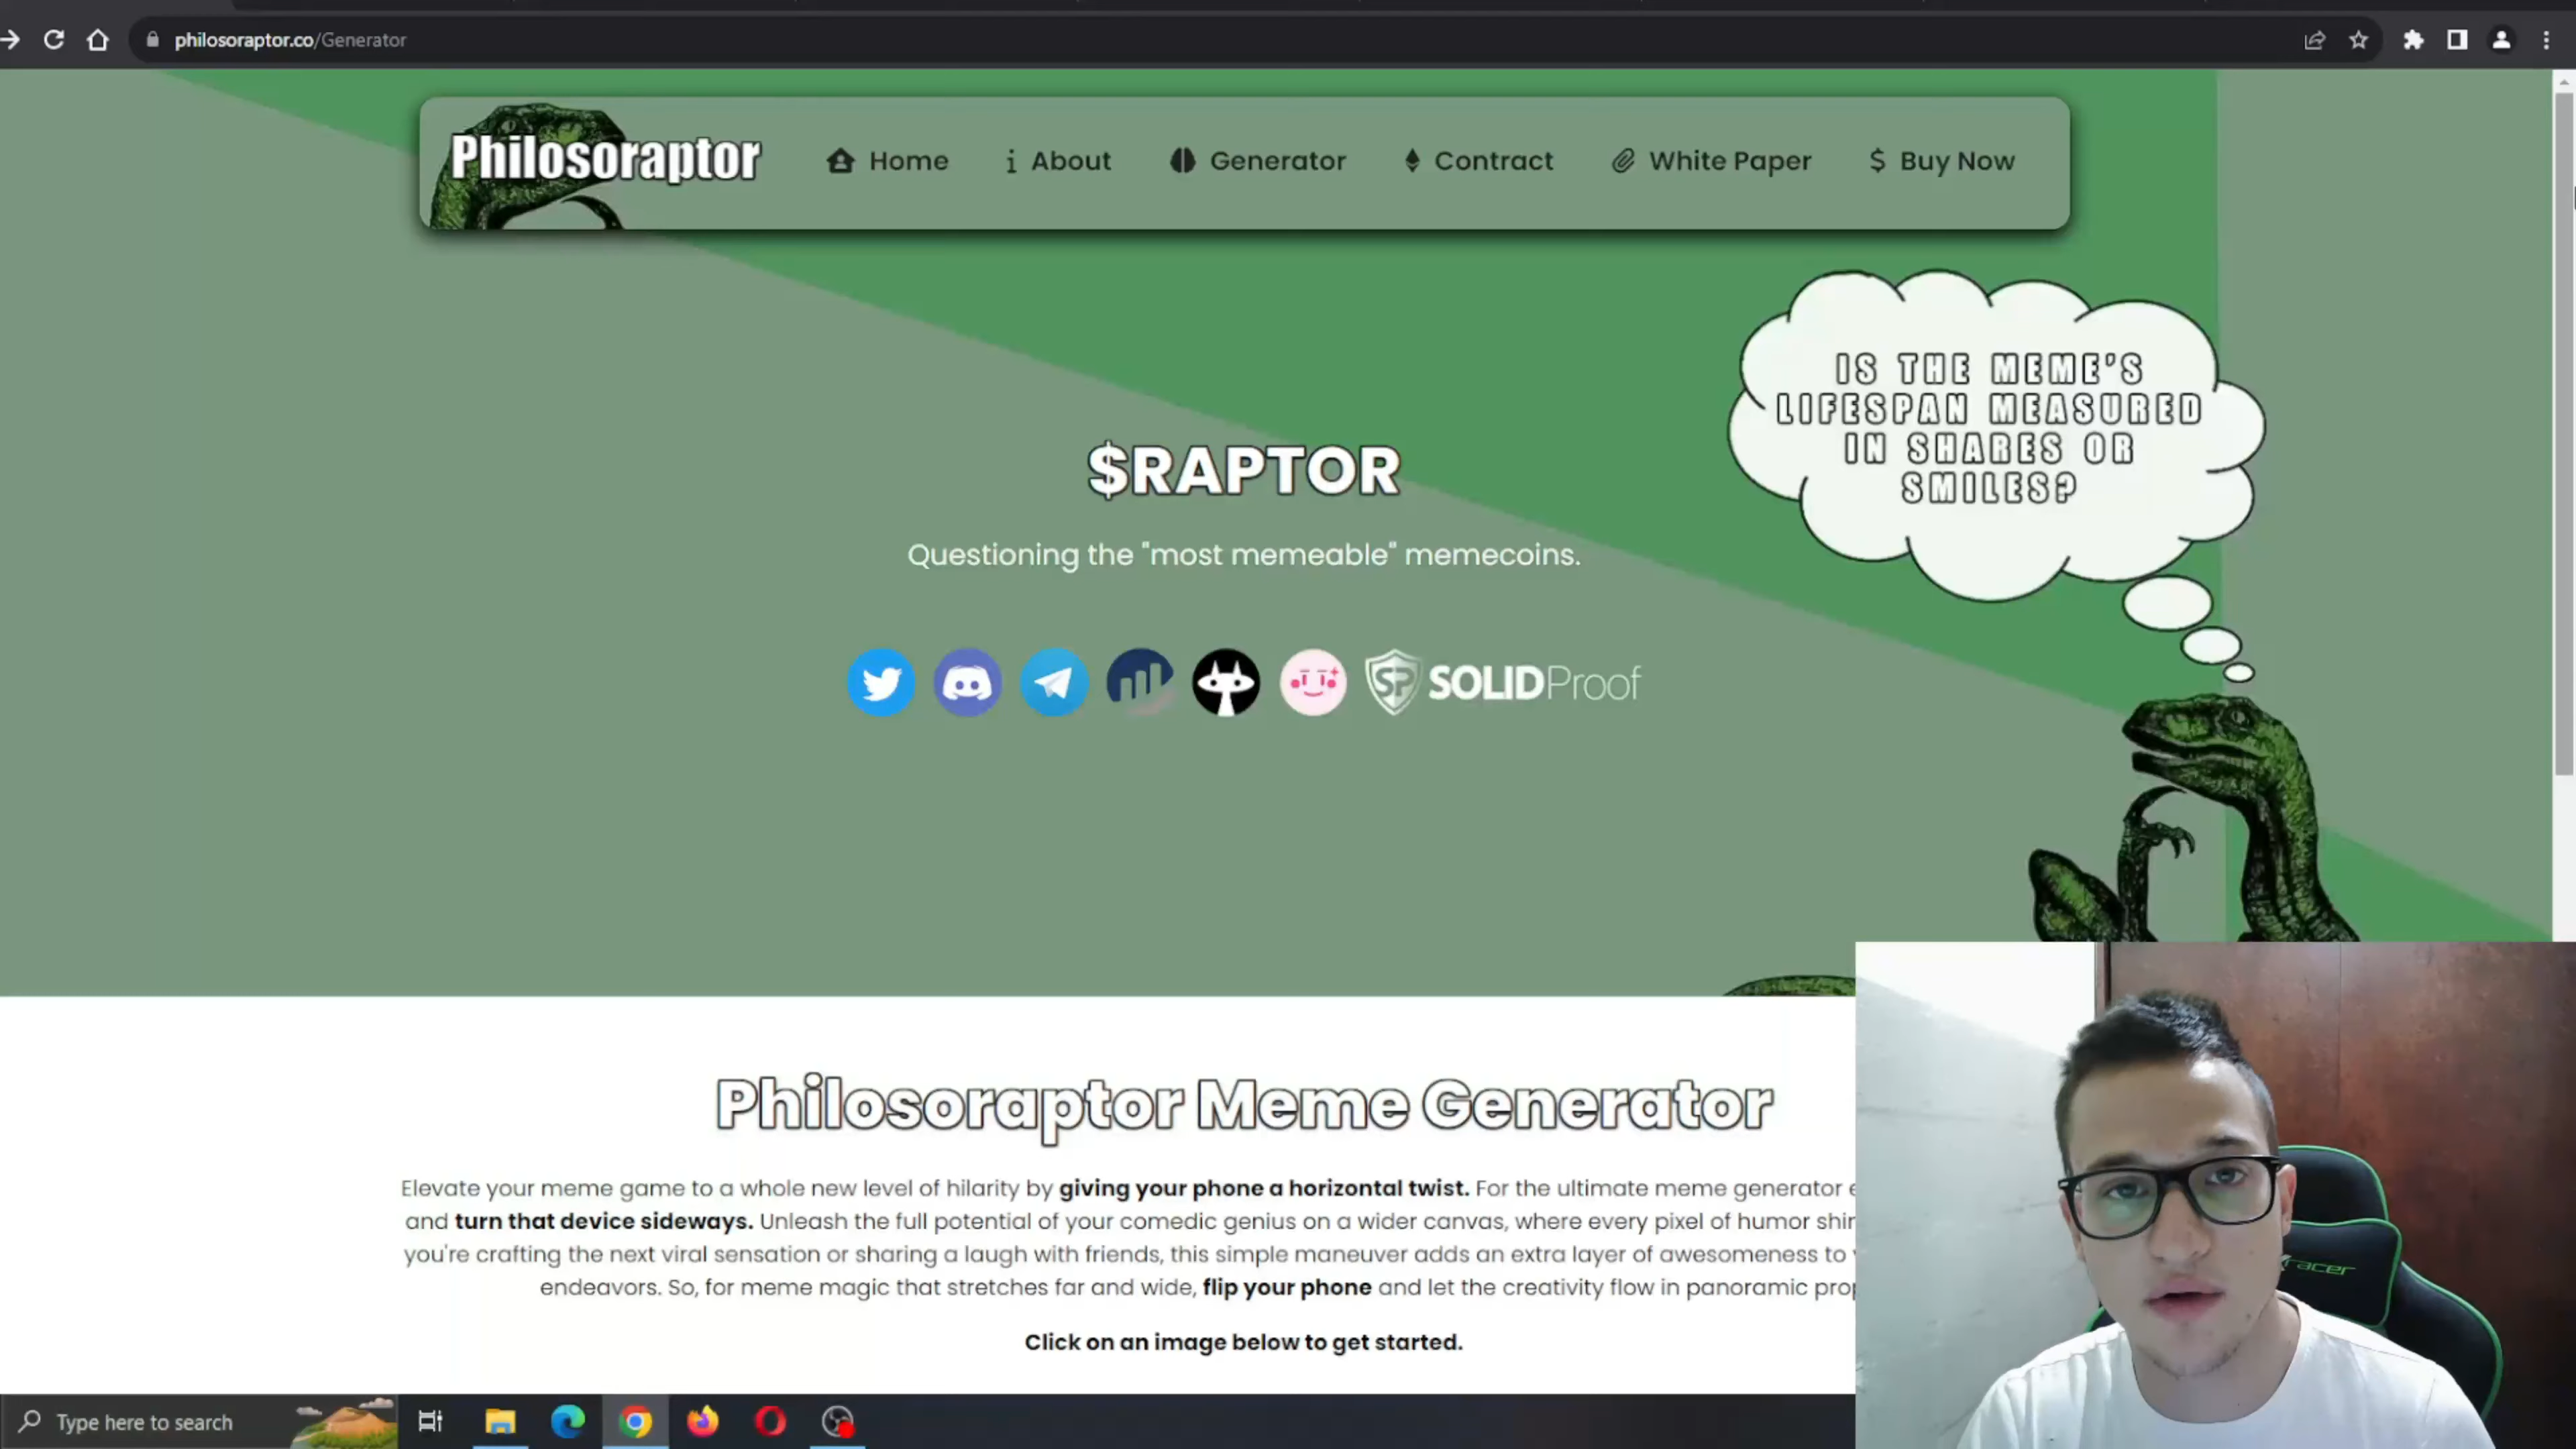 philosoraptor.co/Generator
Philosoraptor
Home
About
Generator
Contract
White Paper
Buy Now
IS THE MEME'S
LIFESPAN MEASURED
IN SHARES OR
SMILES?
$RAPTOR
Questioning the "most memeable" memecoins.
SP SOLIDProof
Philosoraptor Meme Generator
Elevate your meme game to a whole new level of hilarity by giving your phone a horizontal twist. For the ultimate meme generator
and turn that device sideways. Unleash the full potential of your comedic genius on a wider canvas, where every pixel of humor
you're crafting the next viral sensation or sharing a laugh with friends, this simple maneuver adds an extra layer of awesomeness to
endeavors. So, for meme magic that stretches far and wide, flip your phone and let the creativity flow in panoramic
Click on an image below to get started.
racer
Type here to search